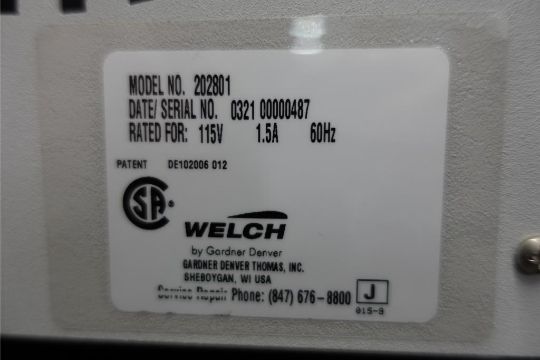 MODEL NO. 202801
DATE/ SERIAL NO. 0321 00000487
RATED FOR: 115V 1.5A 60Hz
PATENT DE102006 012
SA®
WELCH
by Gardner Denver
GARDNER DENVER THOMAS, INC.
SHEBOYGAN, WI USA
Service Repair Phone: (847) 676-8800
J
015-9